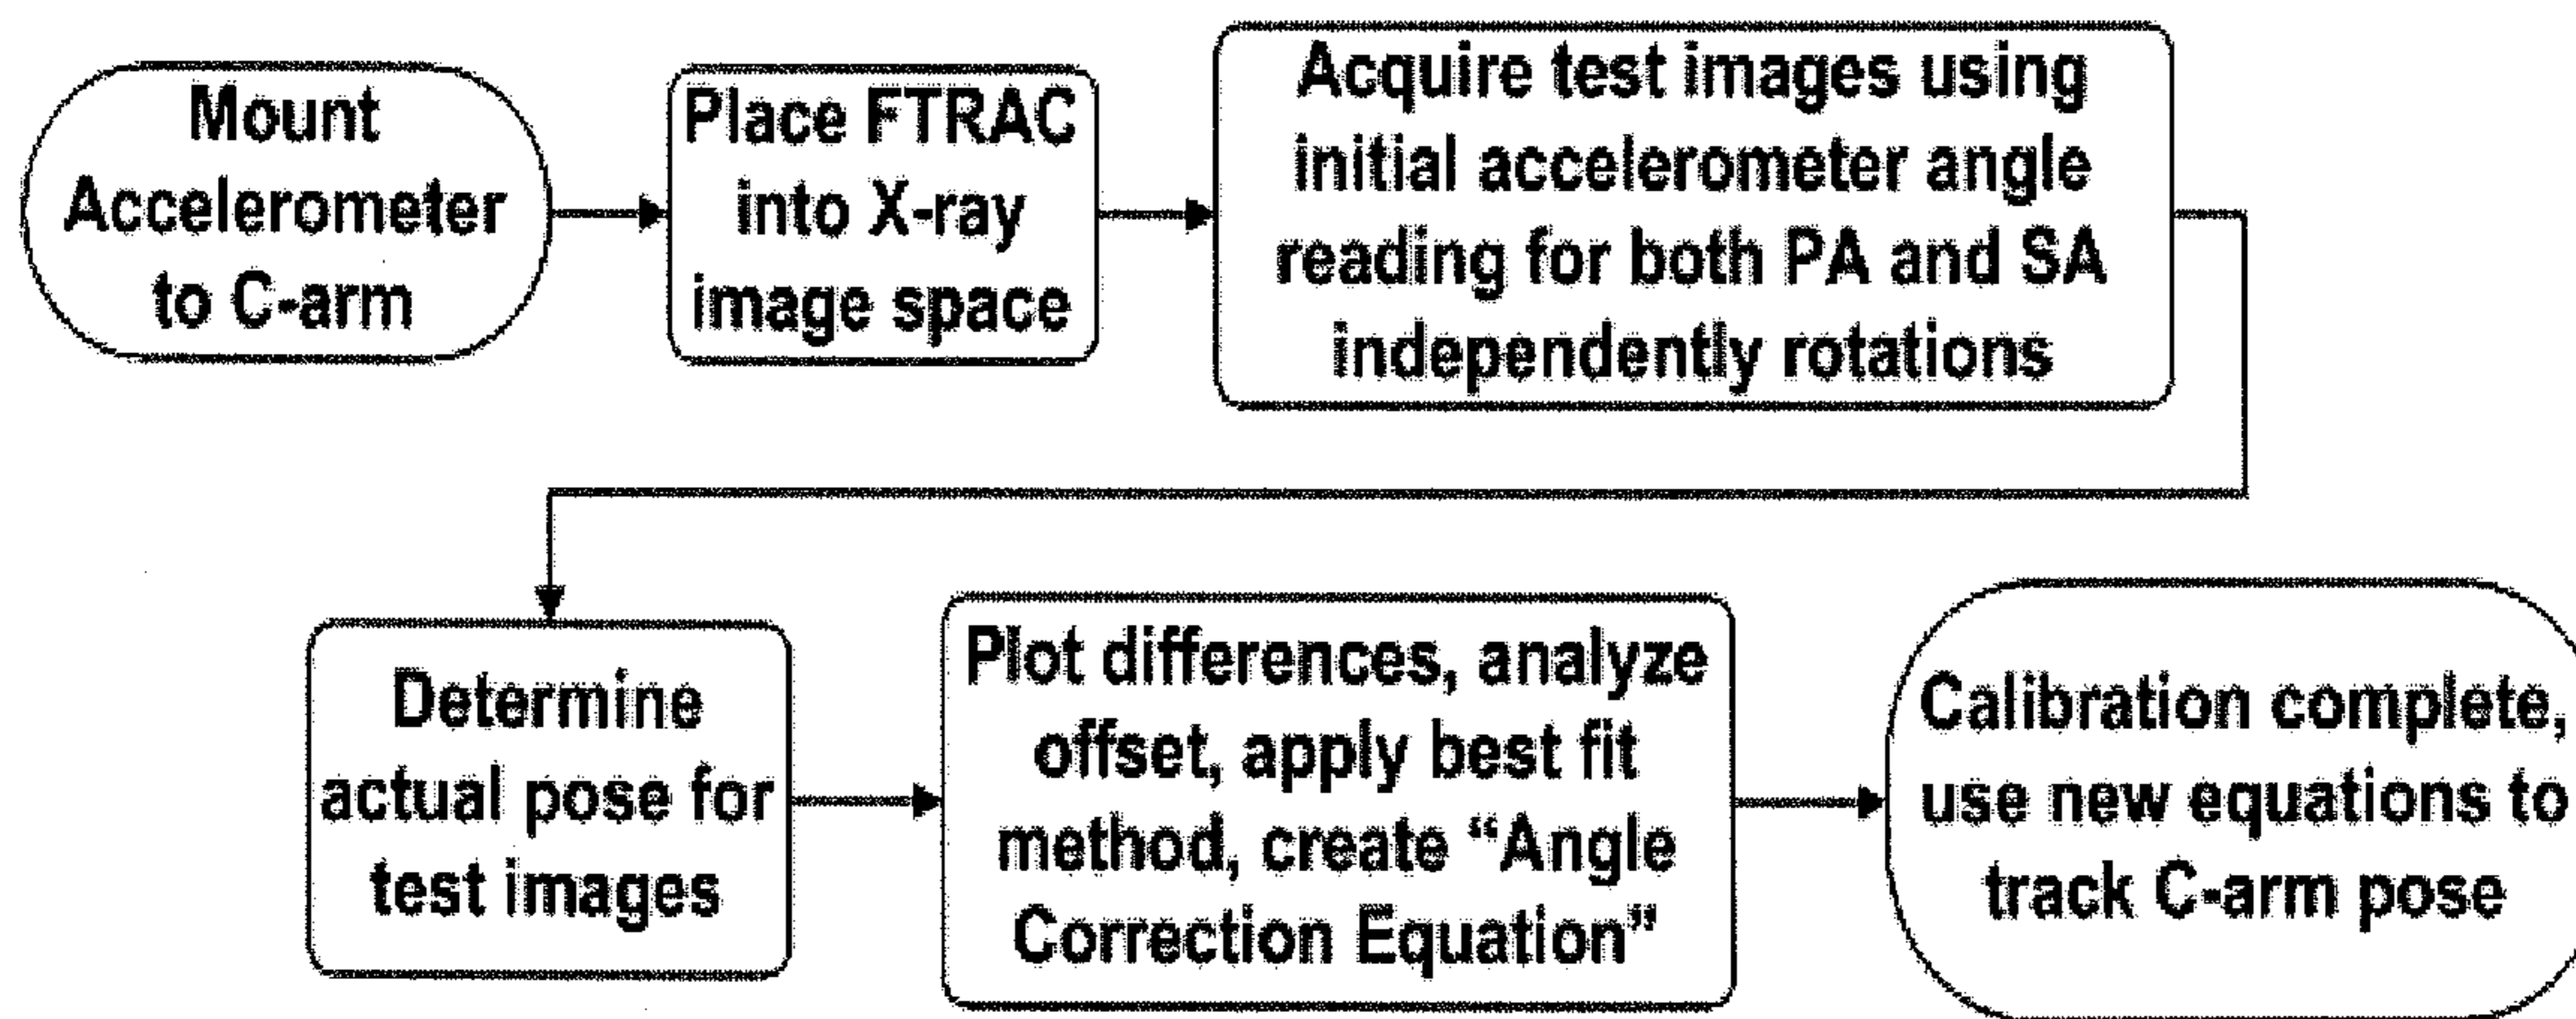 Mount
Accelerometer
to C-arm
Place FTRAC
into X-ray
image space
Acquire test images using
initial accelerometer angle
reading for both PA and SA
independently rotations
Determine
actual pose for
test images
Plot differences, analyze
offset, apply best fit
method, create “Angle
Correction Equation”
Calibration complete,
use new equations to
track C-arm pose